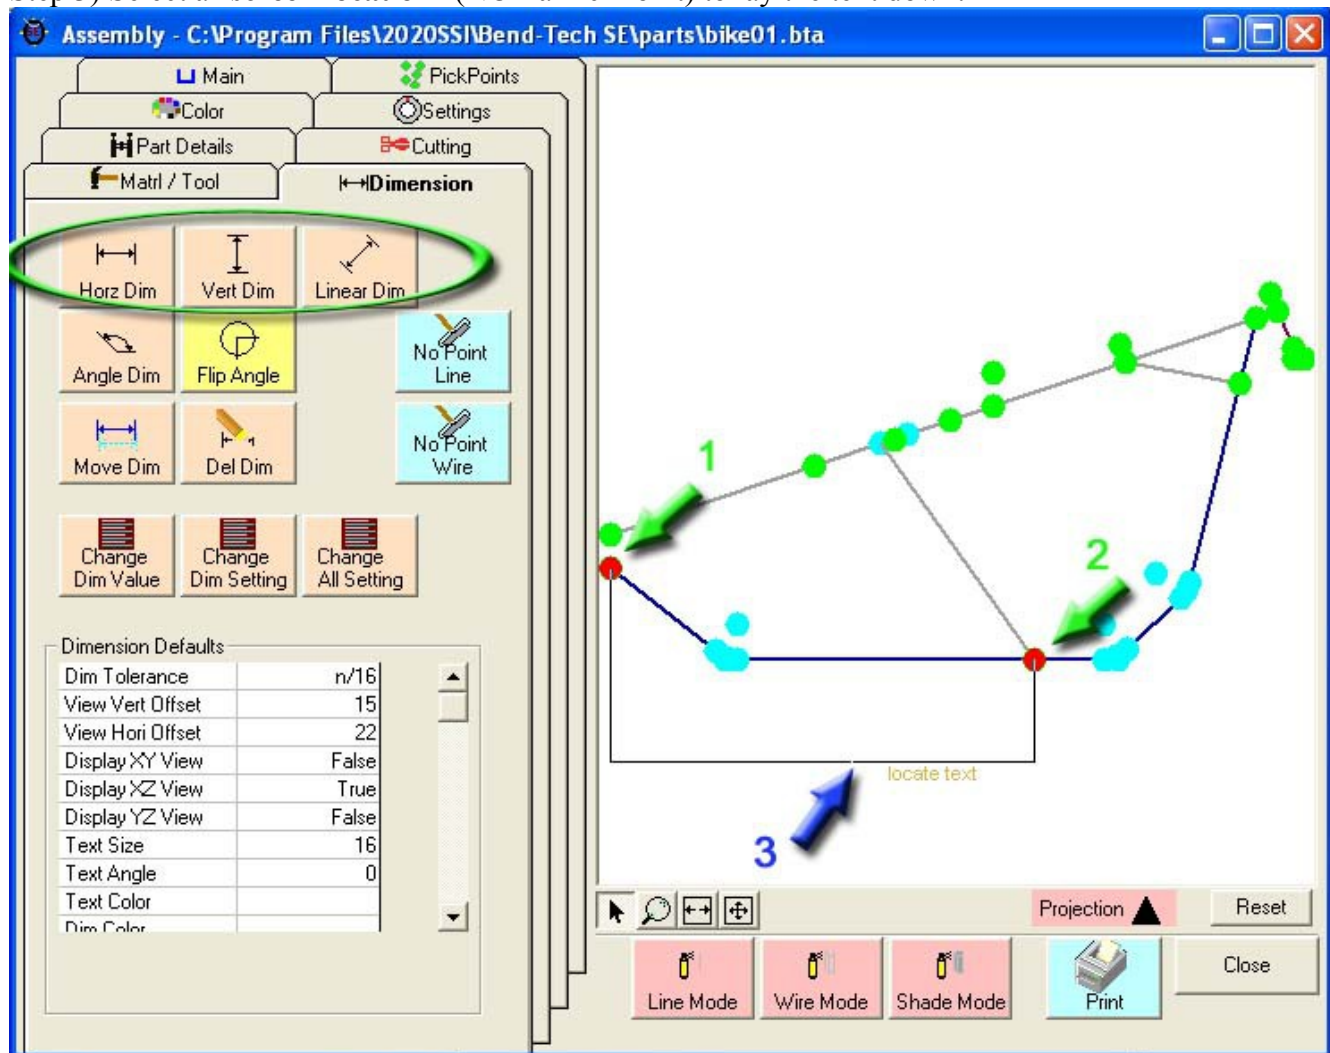 Assembly - C:\Program Files\2020SSI\Bend-Tech SE\parts\bike01.bta
Main
PickPoints
Color
Settings
Part Details
Cutting
Matrl / Tool
Dimension
Horz Dim
Vert Dim
Linear Dim
Angle Dim
Flip Angle
No Point
Line
Move Dim
Del Dim
No Point
Wire
Change
Dim Value
Change
Dim Setting
Change
All Setting
Dimension Defaults
Dim Tolerance n/16
View Vert Offset 15
View Hori Offset 22
Display XY View False
Display XZ View True
Display YZ View False
Text Size 16
Text Angle 0
Text Color
Dim Color
1
2
locate text
3
Projection
Reset
Line Mode
Wire Mode
Shade Mode
Print
Close